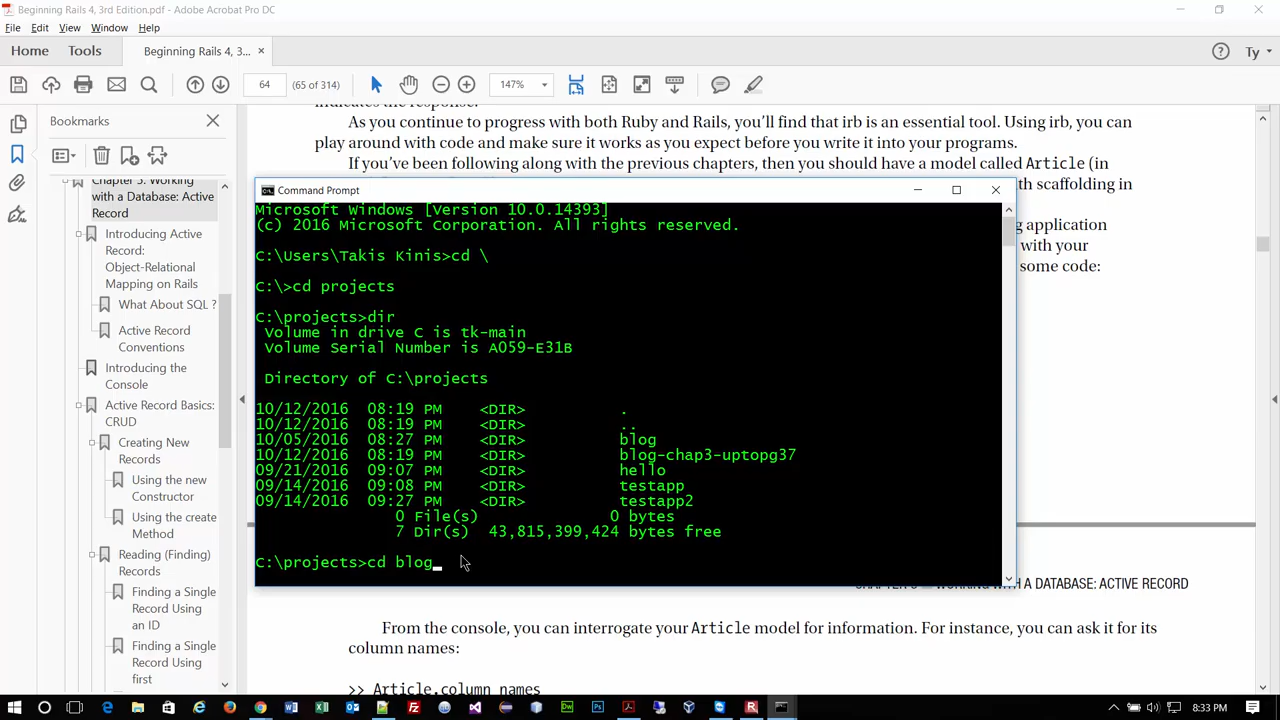 Beginning Rails 4, 3rd Edition.pdf - Adobe Acrobat Pro DC
File Edit View Window Help
Home Tools Beginning Rails 4, 3... × Ty
64 (65 of 314) 147%
Bookmarks
Chapter 5: Working
with a Database: Active
Record
Introducing Active
Record:
Object-Relational
Mapping on Rails
What About SQL ?
Active Record
Conventions
Introducing the
Console
Active Record Basics:
CRUD
Creating New
Records
Using the new
Constructor
Using the create
Method
Reading (Finding)
Records
Finding a Single
Record Using
an ID
Finding a Single
Record Using
first
indicates the response.
As you continue to progress with both Ruby and Rails, you’ll find that irb is an essential tool. Using irb, you can
play around with code and make sure it works as you expect before you write it into your programs.
If you’ve been following along with the previous chapters, then you should have a model called Article (in
th scaffolding in
g application
with your
some code:
Command Prompt
Microsoft Windows [Version 10.0.14393]
(c) 2016 Microsoft Corporation. All rights reserved.
C:\Users\Takis Kinis>cd \
C:\>cd projects
C:\projects>dir
Volume in drive C is tk-main
Volume Serial Number is A059-E31B
Directory of C:\projects
10/12/2016 08:19 PM <DIR> .
10/12/2016 08:19 PM <DIR> ..
10/05/2016 08:27 PM <DIR> blog
10/12/2016 08:19 PM <DIR> blog-chap3-uptopg37
09/21/2016 09:07 PM <DIR> hello
09/14/2016 09:08 PM <DIR> testapp
09/14/2016 09:27 PM <DIR> testapp2
0 File(s) 0 bytes
7 Dir(s) 43,815,399,424 bytes free
C:\projects>cd blog_
WORKING WITH A DATABASE: ACTIVE RECORD
From the console, you can interrogate your Article model for information. For instance, you can ask it for its
column names:
>> Article.column_names
8:33 PM